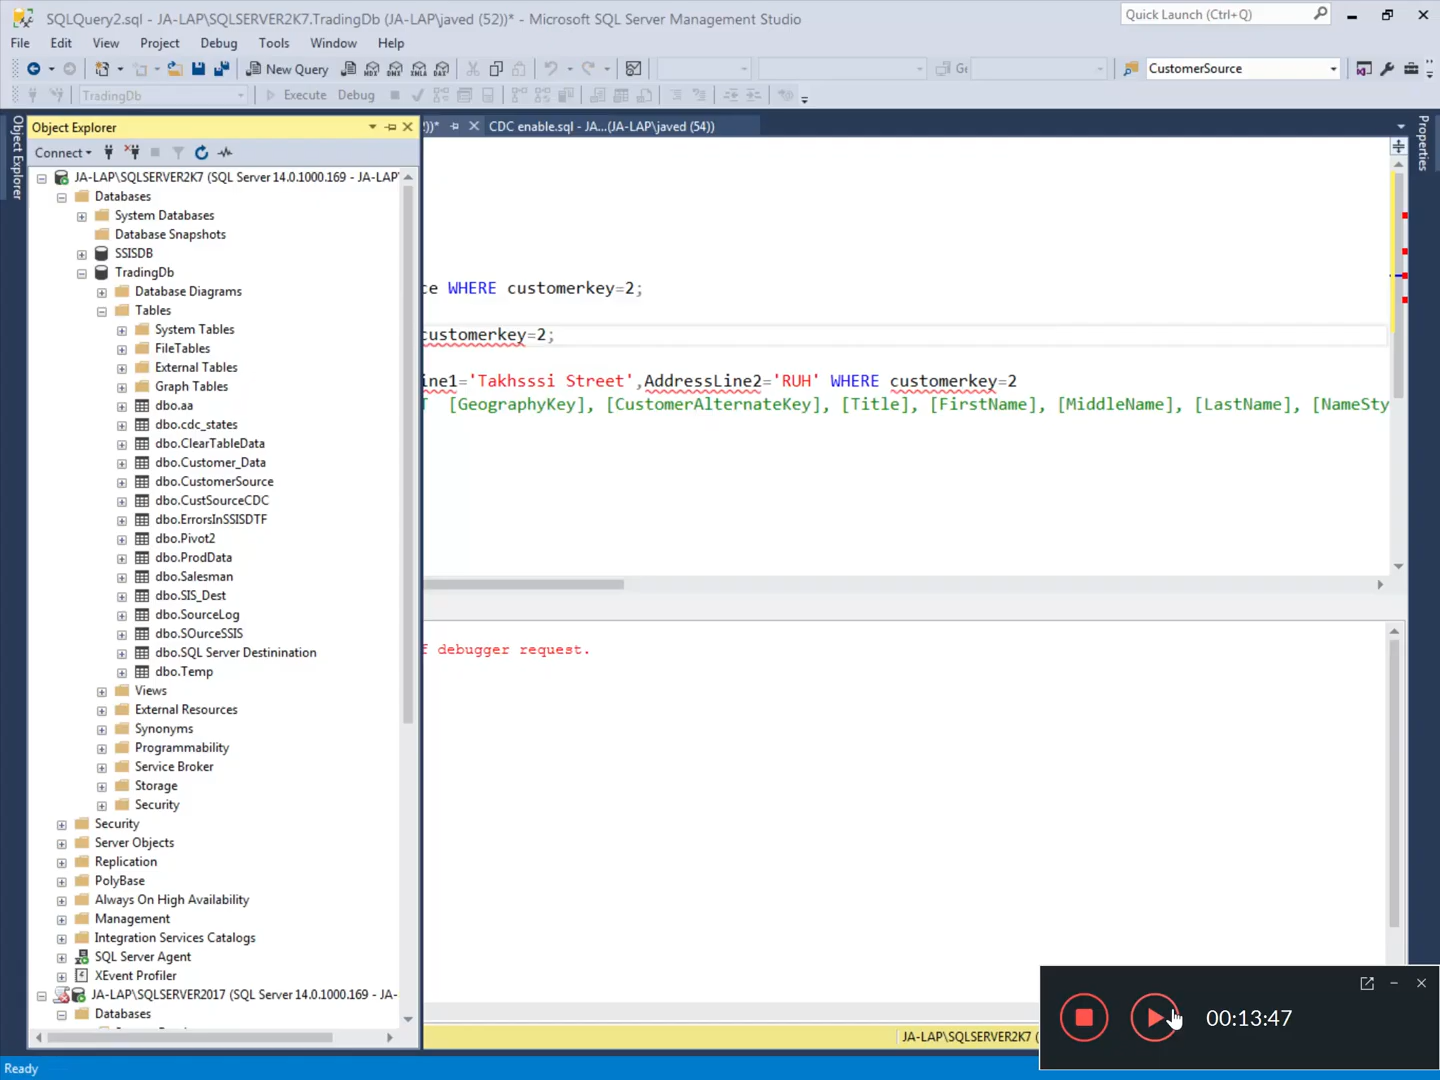 SQLQuery2.sql - JA-LAP\SQLSERVER2K7.TradingDb (JA-LAP\javed (52))* - Microsoft SQL Server Management Studio
Quick Launch (Ctrl+Q)
File Edit View Project Debug Tools Window Help
New Query
CustomerSource
TradingDb
Execute Debug
Object Explorer
Object Explorer
))*
CDC enable.sql - JA...(JA-LAP\javed (54))
Properties
Connect
JA-LAP\SQLSERVER2K7 (SQL Server 14.0.1000.169 - JA-LAP\
Databases
System Databases
Database Snapshots
SSISDB
TradingDb
Database Diagrams
Tables
System Tables
FileTables
External Tables
Graph Tables
dbo.aa
dbo.cdc_states
dbo.ClearTableData
dbo.Customer_Data
dbo.CustomerSource
dbo.CustSourceCDC
dbo.ErrorsInSSISDTF
dbo.Pivot2
dbo.ProdData
dbo.Salesman
dbo.SIS_Dest
dbo.SourceLog
dbo.SOurceSSIS
dbo.SQL Server Destinination
dbo.Temp
Views
External Resources
Synonyms
Programmability
Service Broker
Storage
Security
Security
Server Objects
Replication
PolyBase
Always On High Availability
Management
Integration Services Catalogs
SQL Server Agent
XEvent Profiler
JA-LAP\SQLSERVER2017 (SQL Server 14.0.1000.169 - JA-
Databases
ce WHERE customerkey=2;
customerkey=2;
ine1='Takhsssi Street',AddressLine2='RUH' WHERE customerkey=2
T [GeographyKey], [CustomerAlternateKey], [Title], [FirstName], [MiddleName], [LastName], [NameSty
f debugger request.
JA-LAP\SQLSERVER2K7 (
00:13:47
Ready